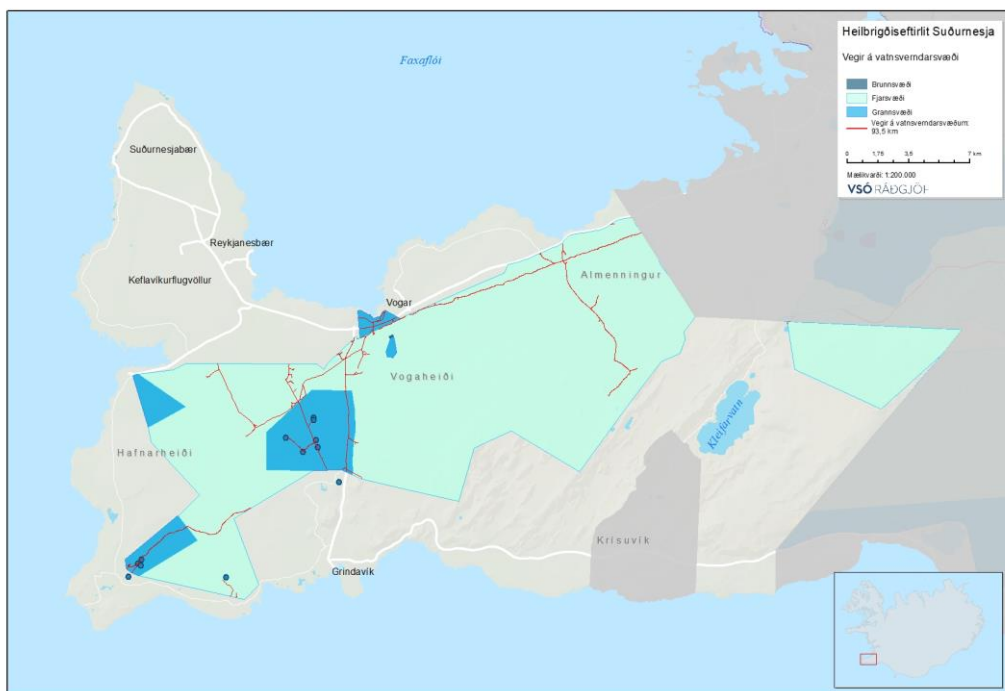 Heilbrigðiseftirlit Suðurnesja
Vegir á vatnsverndarsvæði
Brunnsvæði
Fjarsvæði
Grannsvæði
Vegir á vatnsverndarsvæðum:
93,5 km
0 1,75 3,5 7 km
Mælikvarði: 1:200.000
VSÓ RÁÐGJÖF
Faxaflói
Suðurnesjabær
Reykjanesbær
Keflavíkurflugvöllur
Vogar
Almenningur
Vogaheiði
Kleifarvatn
Hafnarheiði
Krísuvík
Grindavík